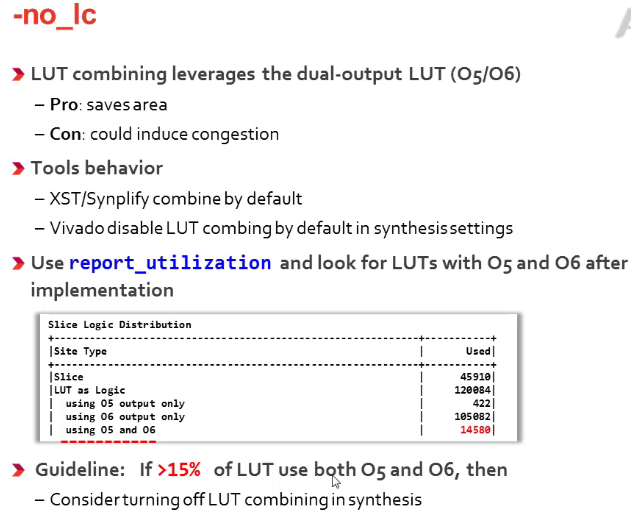 -no_lc
LUT combining leverages the dual-output LUT (O5/O6)
– Pro: saves area
– Con: could induce congestion
Tools behavior
– XST/Synplify combine by default
– Vivado disable LUT combing by default in synthesis settings
Use report_utilization and look for LUTs with O5 and O6 after
implementation
Slice Logic Distribution
|Site Type | Used|
|Slice | 45910|
|LUT as Logic | 120084|
| using O5 output only | 422|
| using O6 output only | 105082|
| using O5 and O6 | 14580|
Guideline: If >15% of LUT use both O5 and O6, then
– Consider turning off LUT combining in synthesis